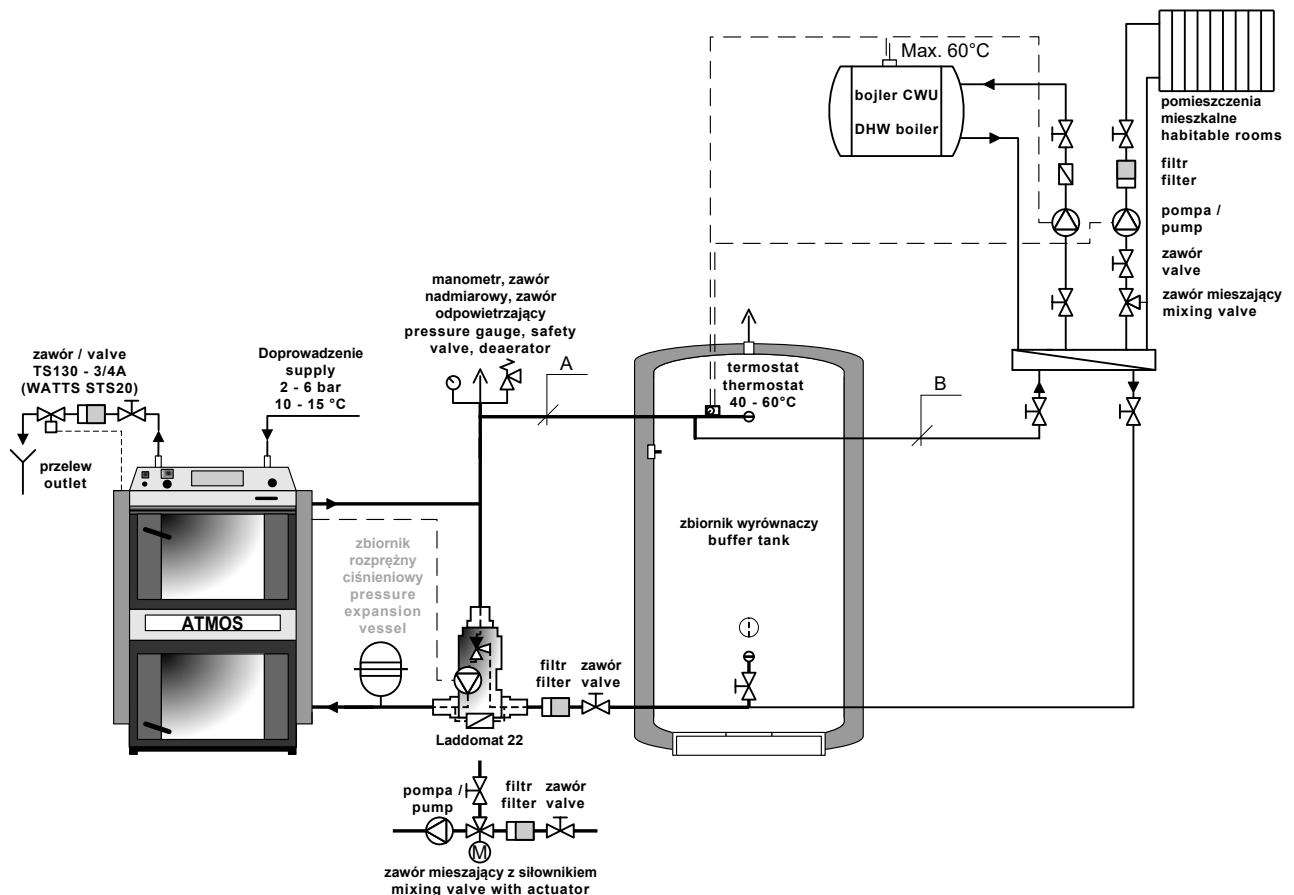 Max. 60°C
bojler CWU
DHW boiler
pomieszczenia
mieszkalne
habitable rooms
filtr
filter
pompa /
pump
zawór
valve
zawór mieszający
mixing valve
manometr, zawór
nadmiarowy, zawór
odpowietrzający
pressure gauge, safety
valve, deaerator
zawór / valve
TS130 - 3/4A
(WATTS STS20)
Doprowadzenie
supply
2 - 6 bar
10 - 15 °C
A
termostat
thermostat
40 - 60°C
B
przelew
outlet
zbiornik wyrównaczy
buffer tank
zbiornik
rozprężny
ciśnieniowy
pressure
expansion
vessel
ATMOS
filtr
filter
zawór
valve
Laddomat 22
pompa /
pump
filtr
filter
zawór
valve
M
zawór mieszający z siłownikiem
mixing valve with actuator